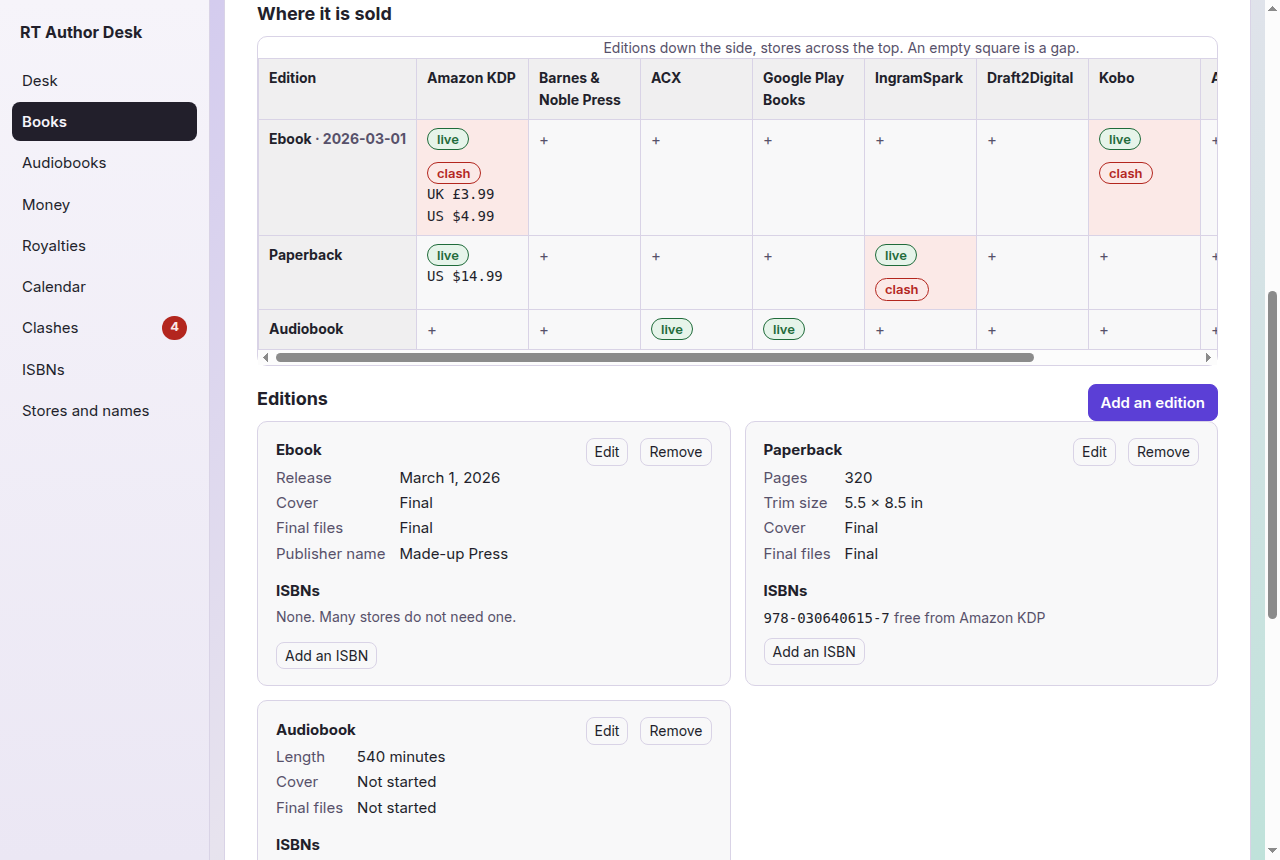 RT Author Desk
Desk
Books
Audiobooks
Money
Royalties
Calendar
Clashes 4
ISBNs
Stores and names
Where it is sold
Editions down the side, stores across the top. An empty square is a gap.
Edition Amazon KDP Barnes & Noble Press ACX Google Play Books IngramSpark Draft2Digital Kobo A
Ebook · 2026-03-01 live + + + + + live +
clash clash
UK £3.99
US $4.99
Paperback live + + + live + + +
US $14.99 clash
Audiobook + + live live + + + +
Editions
Add an edition
Ebook Edit Remove
Release March 1, 2026
Cover Final
Final files Final
Publisher name Made-up Press
ISBNs
None. Many stores do not need one.
Add an ISBN
Paperback Edit Remove
Pages 320
Trim size 5.5 × 8.5 in
Cover Final
Final files Final
ISBNs
978-030640615-7 free from Amazon KDP
Add an ISBN
Audiobook Edit Remove
Length 540 minutes
Cover Not started
Final files Not started
ISBNs